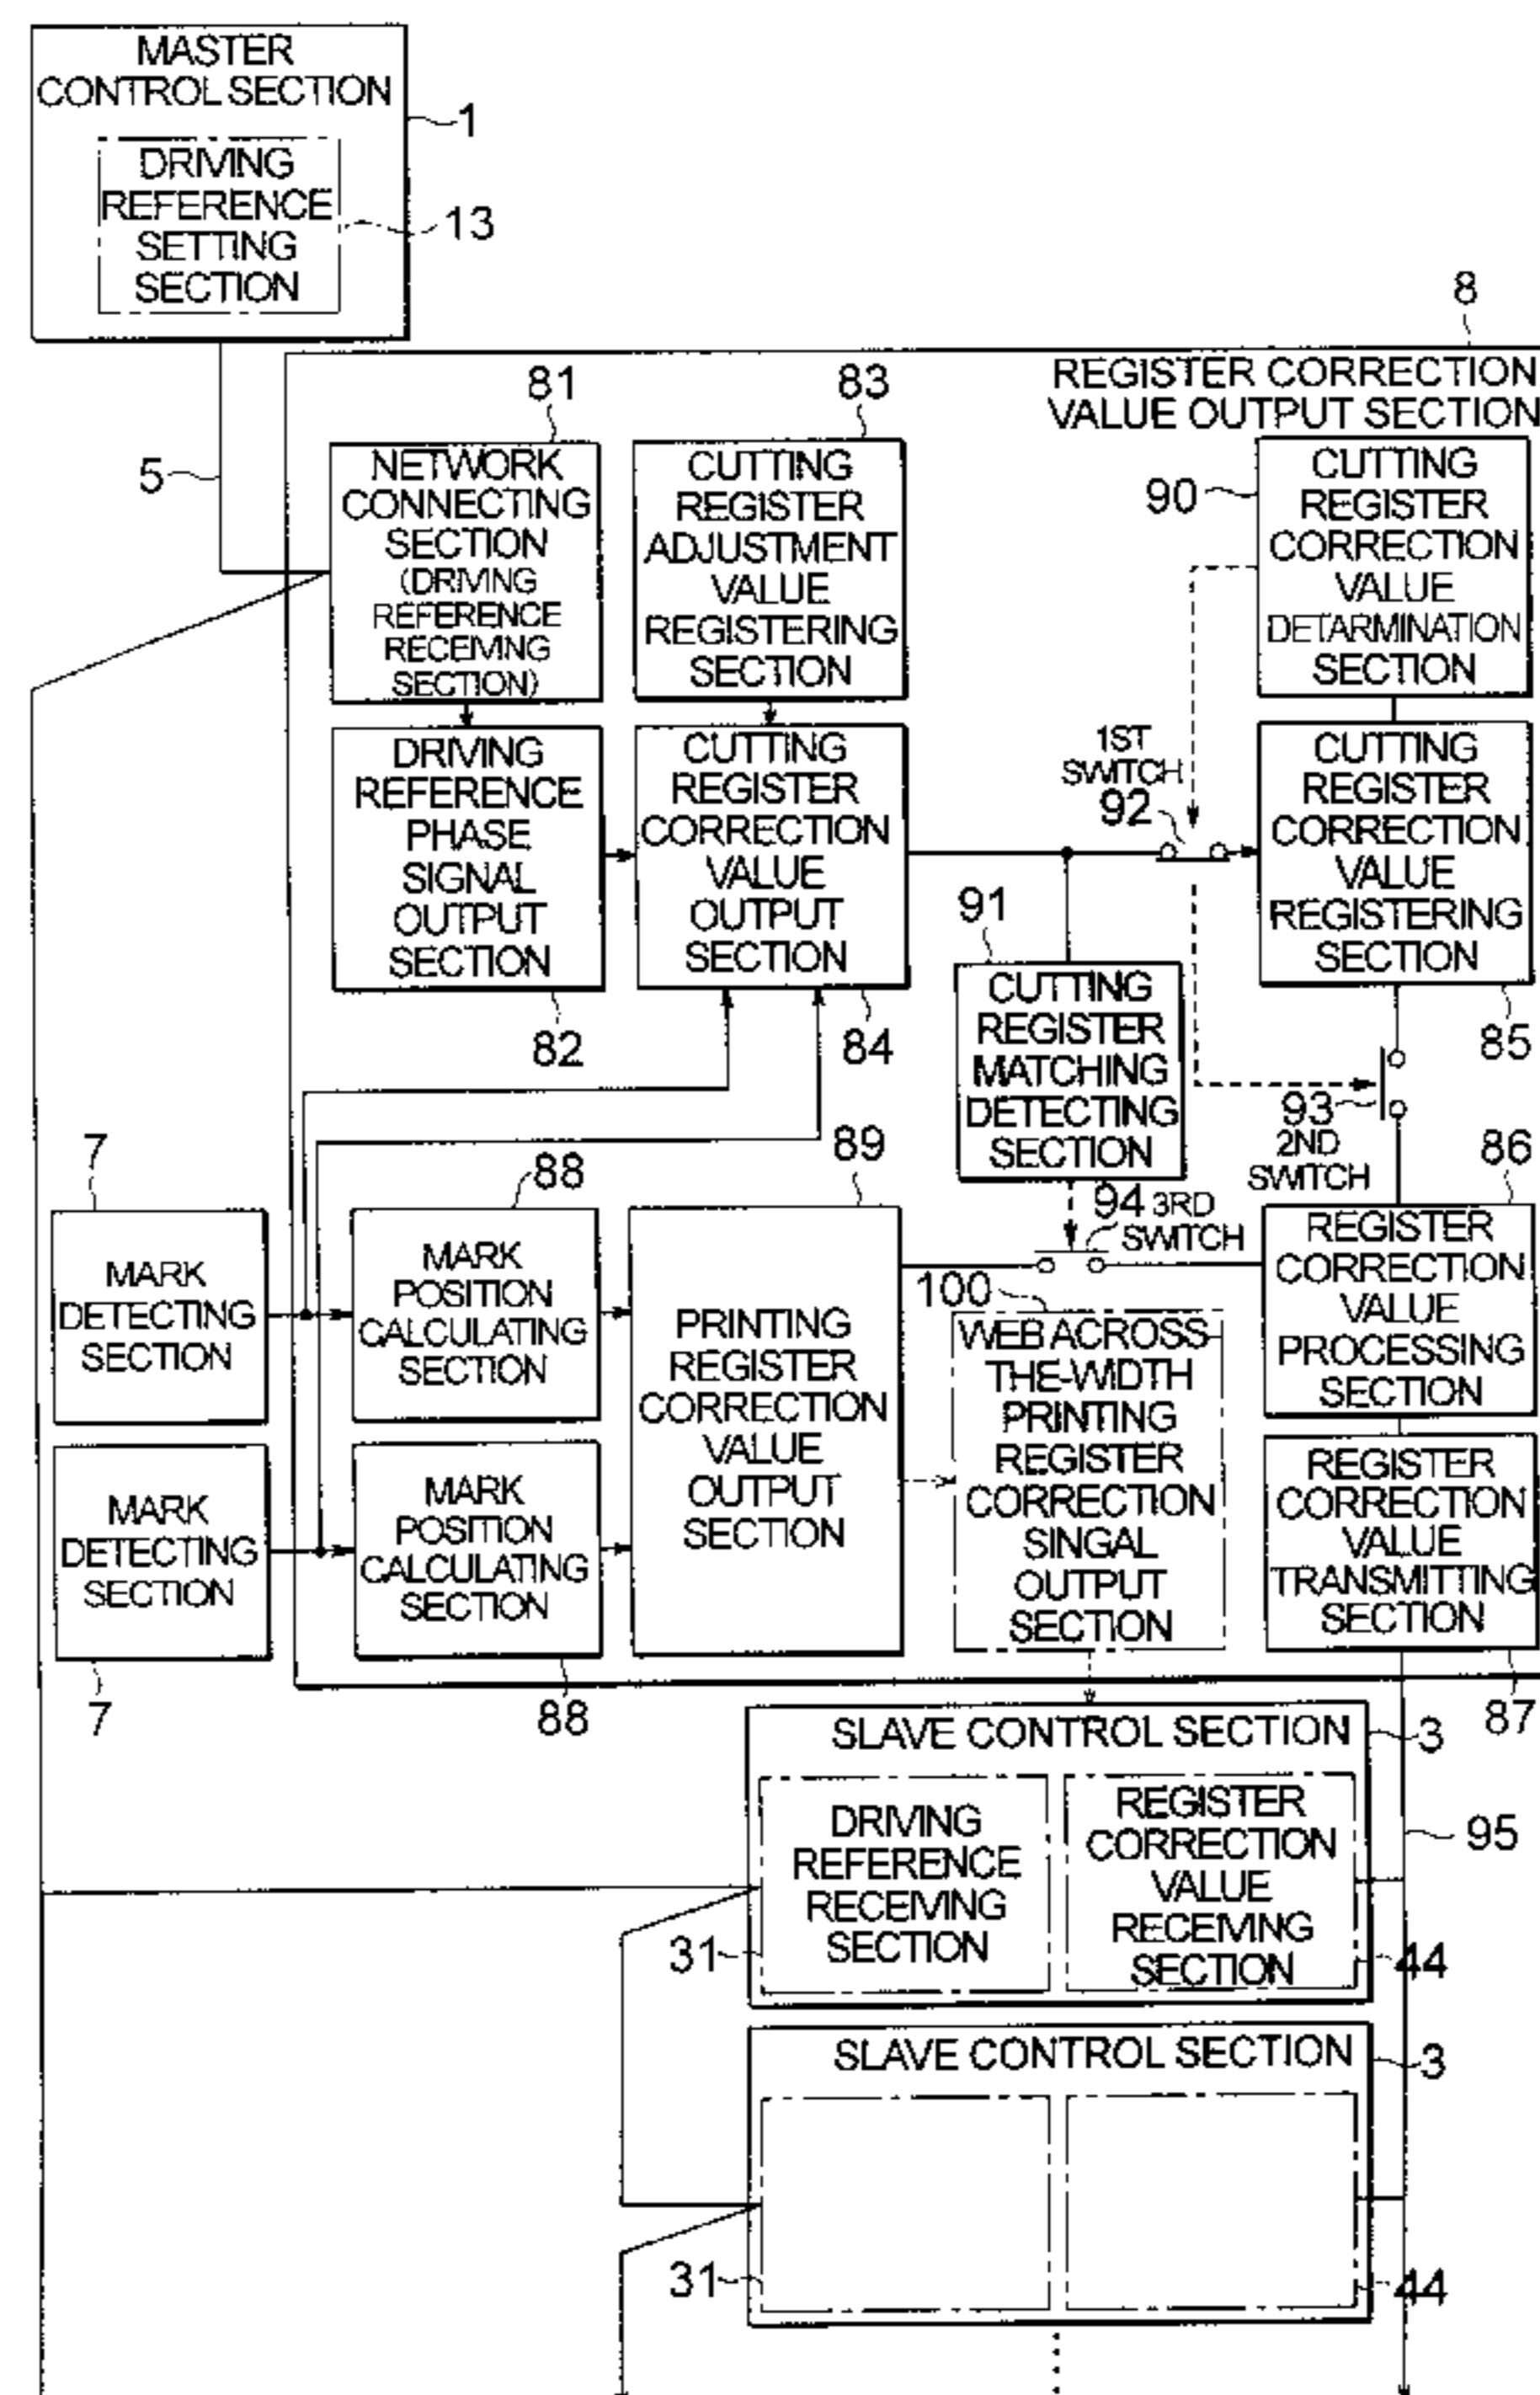 MASTER
CONTROL SECTION
1
DRIVING
REFERENCE
SETTING
SECTION
13
8
REGISTER CORRECTION
VALUE OUTPUT SECTION
5
81
NETWORK
CONNECTING
SECTION
(DRIVING
REFERENCE
RECEIVING
SECTION)
83
CUTTING
REGISTER
ADJUSTMENT
VALUE
REGISTERING
SECTION
90
CUTTING
REGISTER
CORRECTION
VALUE
DETARMINATION
SECTION
DRIVING
REFERENCE
PHASE
SIGNAL
OUTPUT
SECTION
82
CUTTING
REGISTER
CORRECTION
VALUE
OUTPUT
SECTION
84
1ST
SWITCH
92
CUTTING
REGISTER
CORRECTION
VALUE
REGISTERING
SECTION
85
91
CUTTING
REGISTER
MATCHING
DETECTING
SECTION
93
2ND
SWITCH
94 3RD
SWITCH
7
MARK
DETECTING
SECTION
88
MARK
POSITION
CALCULATING
SECTION
89
PRINTING
REGISTER
CORRECTION
VALUE
OUTPUT
SECTION
100
WEB ACROSS-
THE-WIDTH
PRINTING
REGISTER
CORRECTION
SINGAL
OUTPUT
SECTION
86
REGISTER
CORRECTION
VALUE
PROCESSING
SECTION
MARK
DETECTING
SECTION
7
MARK
POSITION
CALCULATING
SECTION
88
REGISTER
CORRECTION
VALUE
TRANSMITTING
SECTION
87
SLAVE CONTROL SECTION
3
DRIVING
REFERENCE
RECEIVING
SECTION
31
REGISTER
CORRECTION
VALUE
RECEIVING
SECTION
44
95
SLAVE CONTROL SECTION
3
31
44